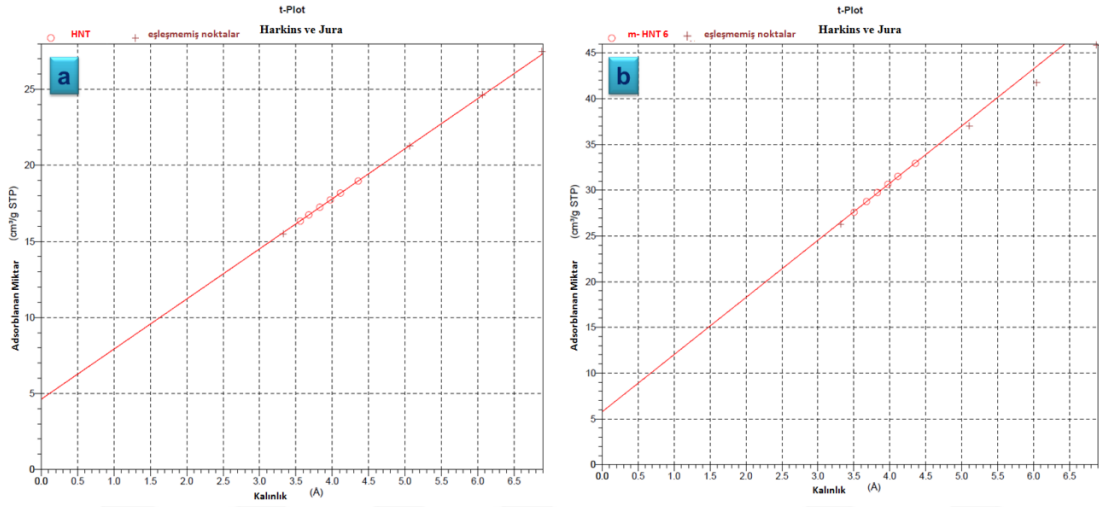 t-Plot
HNT
eşleşmemiş noktalar
Harkins ve Jura
a
25
20
15
10
5
0
Adsorblanan Miktar (cm³/g STP)
0.0 0.5 1.0 1.5 2.0 2.5 3.0 3.5 4.0 4.5 5.0 5.5 6.0 6.5
Kalınlık (Å)
t-Plot
m- HNT 6
eşleşmemiş noktalar
Harkins ve Jura
b
45
40
35
30
25
20
15
10
5
0
Adsorblanan Miktar (cm³/g STP)
0.0 0.5 1.0 1.5 2.0 2.5 3.0 3.5 4.0 4.5 5.0 5.5 6.0 6.5
Kalınlık (Å)